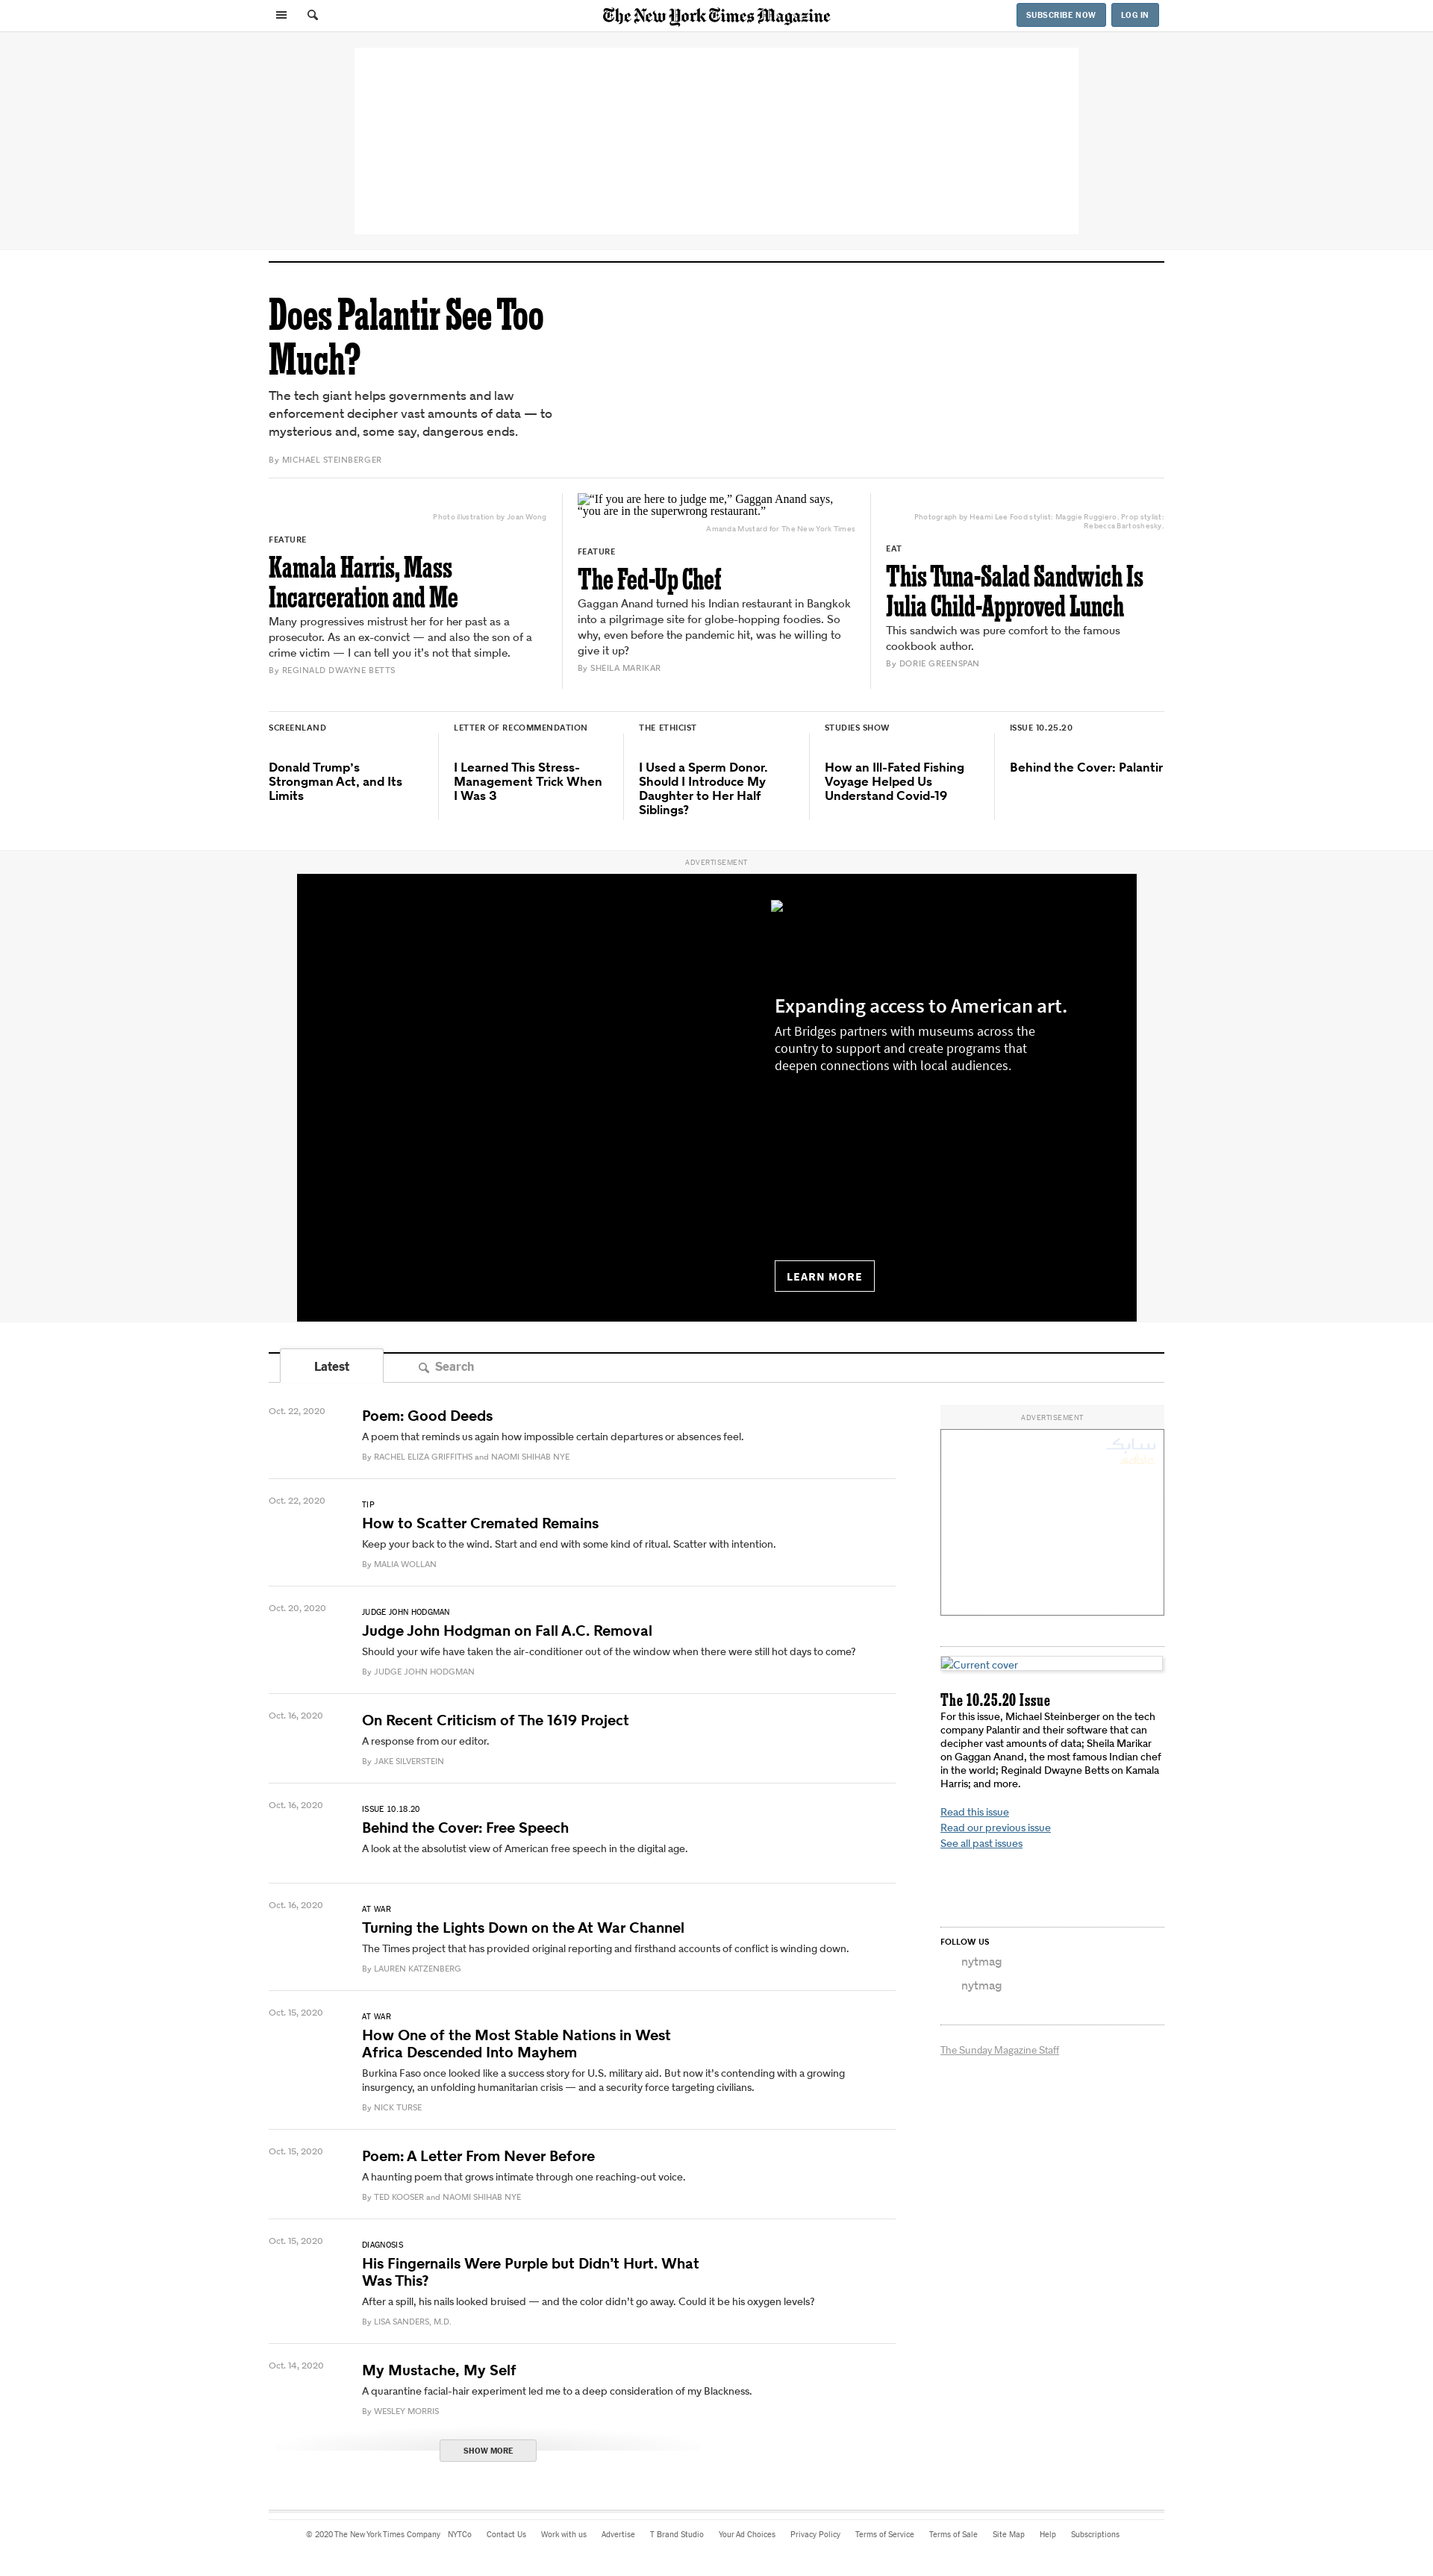 The New York Times Magazine
SUBSCRIBE NOW
LOG IN
Does Palantir See Too
Much?
The tech giant helps governments and law
enforcement decipher vast amounts of data — to
mysterious and, some say, dangerous ends.
By MICHAEL STEINBERGER
Photo illustration by Joan Wong
FEATURE
Kamala Harris, Mass
Incarceration and Me
Many progressives mistrust her for her past as a
prosecutor. As an ex-convict — and also the son of a
crime victim — I can tell you it’s not that simple.
By REGINALD DWAYNE BETTS
“If you are here to judge me,” Gaggan Anand says,
“you are in the superwrong restaurant.”
Amanda Mustard for The New York Times
FEATURE
The Fed-Up Chef
Gaggan Anand turned his Indian restaurant in Bangkok
into a pilgrimage site for globe-hopping foodies. So
why, even before the pandemic hit, was he willing to
give it up?
By SHEILA MARIKAR
Photograph by Heami Lee Food stylist: Maggie Ruggiero. Prop stylist:
Rebecca Bartoshesky.
EAT
This Tuna-Salad Sandwich Is
Julia Child-Approved Lunch
This sandwich was pure comfort to the famous
cookbook author.
By DORIE GREENSPAN
SCREENLAND
Donald Trump’s
Strongman Act, and Its
Limits
LETTER OF RECOMMENDATION
I Learned This Stress-
Management Trick When
I Was 3
THE ETHICIST
I Used a Sperm Donor.
Should I Introduce My
Daughter to Her Half
Siblings?
STUDIES SHOW
How an Ill-Fated Fishing
Voyage Helped Us
Understand Covid-19
ISSUE 10.25.20
Behind the Cover: Palantir
ADVERTISEMENT
Expanding access to American art.
Art Bridges partners with museums across the
country to support and create programs that
deepen connections with local audiences.
LEARN MORE
Latest
Search
Oct. 22, 2020
Poem: Good Deeds
A poem that reminds us again how impossible certain departures or absences feel.
By RACHEL ELIZA GRIFFITHS and NAOMI SHIHAB NYE
Oct. 22, 2020
TIP
How to Scatter Cremated Remains
Keep your back to the wind. Start and end with some kind of ritual. Scatter with intention.
By MALIA WOLLAN
Oct. 20, 2020
JUDGE JOHN HODGMAN
Judge John Hodgman on Fall A.C. Removal
Should your wife have taken the air-conditioner out of the window when there were still hot days to come?
By JUDGE JOHN HODGMAN
Oct. 16, 2020
On Recent Criticism of The 1619 Project
A response from our editor.
By JAKE SILVERSTEIN
Oct. 16, 2020
ISSUE 10.18.20
Behind the Cover: Free Speech
A look at the absolutist view of American free speech in the digital age.
Oct. 16, 2020
AT WAR
Turning the Lights Down on the At War Channel
The Times project that has provided original reporting and firsthand accounts of conflict is winding down.
By LAUREN KATZENBERG
Oct. 15, 2020
AT WAR
How One of the Most Stable Nations in West
Africa Descended Into Mayhem
Burkina Faso once looked like a success story for U.S. military aid. But now it’s contending with a growing
insurgency, an unfolding humanitarian crisis — and a security force targeting civilians.
By NICK TURSE
Oct. 15, 2020
Poem: A Letter From Never Before
A haunting poem that grows intimate through one reaching-out voice.
By TED KOOSER and NAOMI SHIHAB NYE
Oct. 15, 2020
DIAGNOSIS
His Fingernails Were Purple but Didn’t Hurt. What
Was This?
After a spill, his nails looked bruised — and the color didn’t go away. Could it be his oxygen levels?
By LISA SANDERS, M.D.
Oct. 14, 2020
My Mustache, My Self
A quarantine facial-hair experiment led me to a deep consideration of my Blackness.
By WESLEY MORRIS
SHOW MORE
ADVERTISEMENT
سابك
Current cover
The 10.25.20 Issue
For this issue, Michael Steinberger on the tech
company Palantir and their software that can
decipher vast amounts of data; Sheila Marikar
on Gaggan Anand, the most famous Indian chef
in the world; Reginald Dwayne Betts on Kamala
Harris; and more.
Read this issue
Read our previous issue
See all past issues
FOLLOW US
nytmag
nytmag
The Sunday Magazine Staff
© 2020 The New York Times Company NYTCo Contact Us Work with us Advertise T Brand Studio Your Ad Choices Privacy Policy Terms of Service Terms of Sale Site Map Help Subscriptions